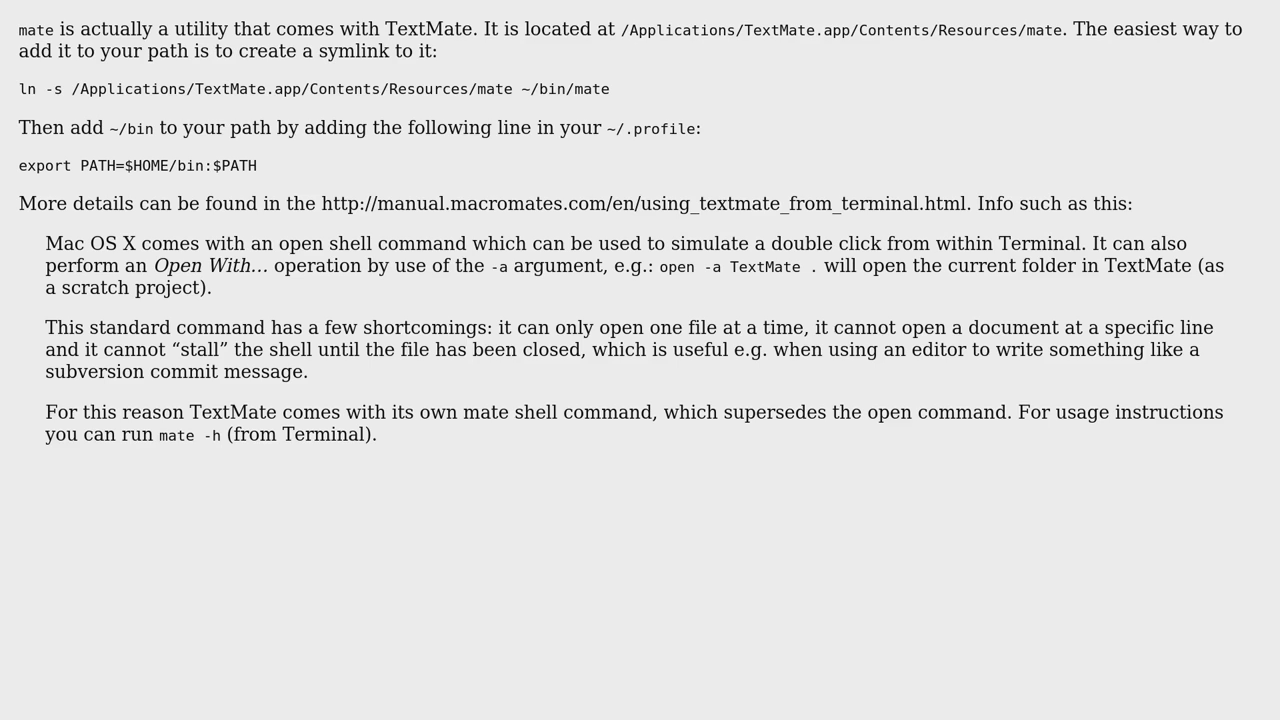 mate is actually a utility that comes with TextMate. It is located at /Applications/TextMate.app/Contents/Resources/mate. The easiest way to
add it to your path is to create a symlink to it:
ln -s /Applications/TextMate.app/Contents/Resources/mate ~/bin/mate
Then add ~/bin to your path by adding the following line in your ~/.profile:
export PATH=$HOME/bin:$PATH
More details can be found in the http://manual.macromates.com/en/using_textmate_from_terminal.html. Info such as this:
Mac OS X comes with an open shell command which can be used to simulate a double click from within Terminal. It can also
perform an Open With… operation by use of the -a argument, e.g.: open -a TextMate . will open the current folder in TextMate (as
a scratch project).
This standard command has a few shortcomings: it can only open one file at a time, it cannot open a document at a specific line
and it cannot “stall” the shell until the file has been closed, which is useful e.g. when using an editor to write something like a
subversion commit message.
For this reason TextMate comes with its own mate shell command, which supersedes the open command. For usage instructions
you can run mate -h (from Terminal).